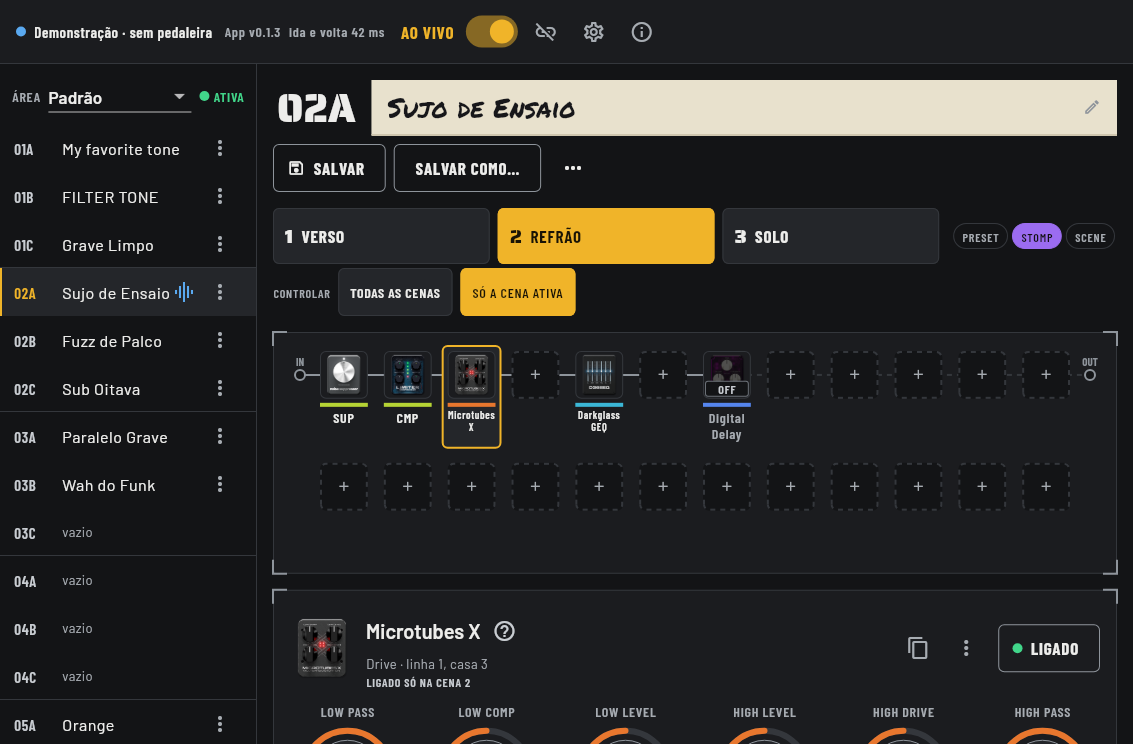 Demonstração · sem pedaleira App v0.1.3 Ida e volta 42 ms AO VIVO
ÁREA Padrão ATIVA
01A My favorite tone
01B FILTER TONE
01C Grave Limpo
02A Sujo de Ensaio
02B Fuzz de Palco
02C Sub Oitava
03A Paralelo Grave
03B Wah do Funk
03C vazio
04A vazio
04B vazio
04C vazio
05A Orange
02A Sujo de Ensaio
SALVAR SALVAR COMO... ···
1 VERSO 2 REFRÃO 3 SOLO PRESET STOMP SCENE
CONTROLAR TODAS AS CENAS SÓ A CENA ATIVA
IN OUT
OFF
SUP CMP Microtubes X Darkglass GEQ Digital Delay
Microtubes X
Drive · linha 1, casa 3
LIGADO SÓ NA CENA 2
LIGADO
LOW PASS LOW COMP LOW LEVEL HIGH LEVEL HIGH DRIVE HIGH PASS